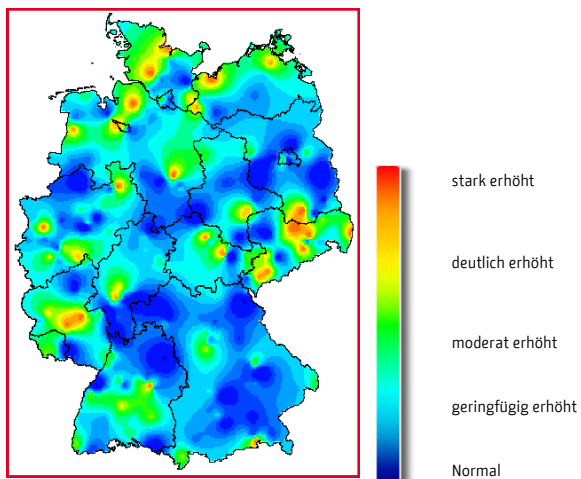 stark erhöht
deutlich erhöht
moderat erhöht
geringfügig erhöht
Normal